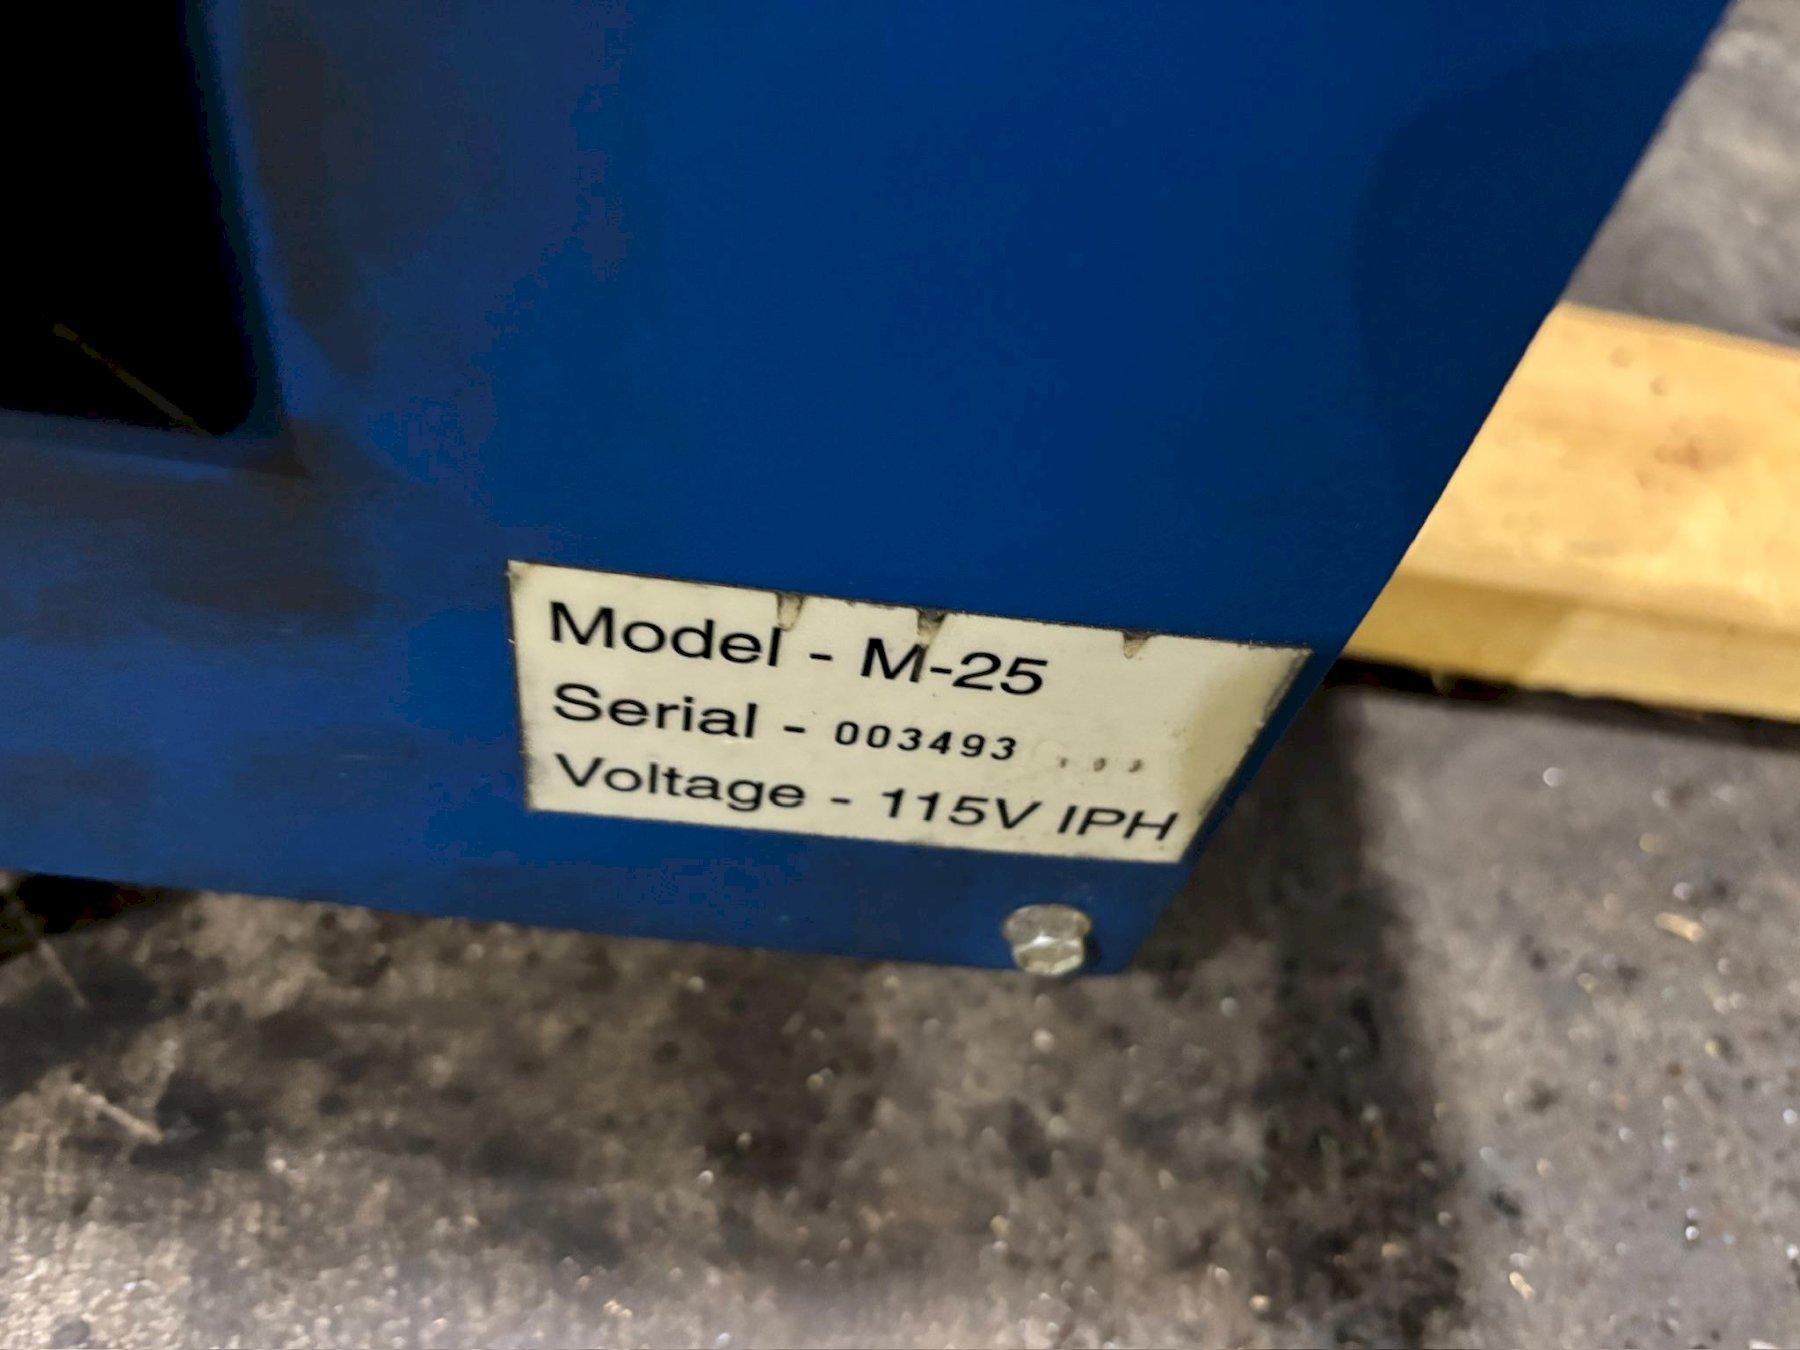 Model - M-25
Serial - 003493
Voltage - 115V IPH